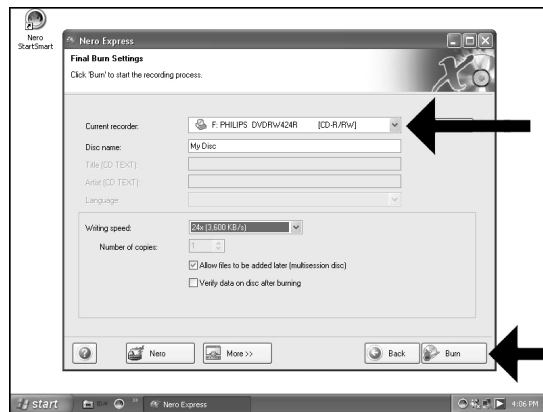 Nero
StartSmart
Nero Express
Final Burn Settings
Click 'Burn' to start the recording process.
Current recorder: F: PHILIPS DVDRW424R [CD-R/RW]
Disc name: My Disc
Title (CD TEXT):
Artist (CD TEXT):
Language:
Writing speed: 24x (3,600 KB/s)
Number of copies: 1
Allow files to be added later (multisession disc)
Verify data on disc after burning
Nero More >> Back Burn
start Nero Express 4:06 PM